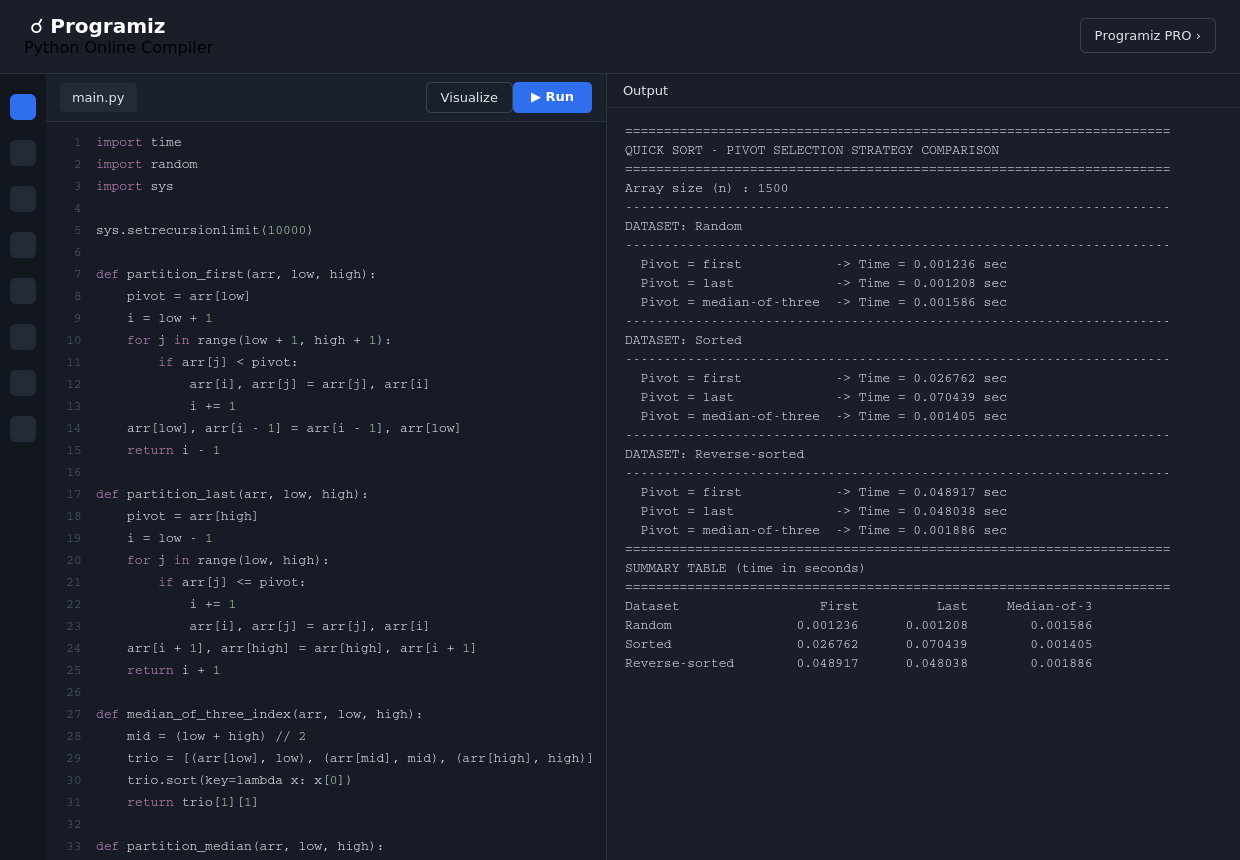 Programiz
Python Online Compiler
Programiz PRO ›
main.py
Visualize
▶ Run
Output
1 import time
2 import random
3 import sys
4
5 sys.setrecursionlimit(10000)
6
7 def partition_first(arr, low, high):
8     pivot = arr[low]
9     i = low + 1
10     for j in range(low + 1, high + 1):
11         if arr[j] < pivot:
12             arr[i], arr[j] = arr[j], arr[i]
13             i += 1
14     arr[low], arr[i - 1] = arr[i - 1], arr[low]
15     return i - 1
16
17 def partition_last(arr, low, high):
18     pivot = arr[high]
19     i = low - 1
20     for j in range(low, high):
21         if arr[j] <= pivot:
22             i += 1
23             arr[i], arr[j] = arr[j], arr[i]
24     arr[i + 1], arr[high] = arr[high], arr[i + 1]
25     return i + 1
26
27 def median_of_three_index(arr, low, high):
28     mid = (low + high) // 2
29     trio = [(arr[low], low), (arr[mid], mid), (arr[high], high)]
30     trio.sort(key=lambda x: x[0])
31     return trio[1][1]
32
33 def partition_median(arr, low, high):
======================================================================
QUICK SORT - PIVOT SELECTION STRATEGY COMPARISON
======================================================================
Array size (n) : 1500
----------------------------------------------------------------------
DATASET: Random
----------------------------------------------------------------------
  Pivot = first            -> Time = 0.001236 sec
  Pivot = last             -> Time = 0.001208 sec
  Pivot = median-of-three  -> Time = 0.001586 sec
----------------------------------------------------------------------
DATASET: Sorted
----------------------------------------------------------------------
  Pivot = first            -> Time = 0.026762 sec
  Pivot = last             -> Time = 0.070439 sec
  Pivot = median-of-three  -> Time = 0.001405 sec
----------------------------------------------------------------------
DATASET: Reverse-sorted
----------------------------------------------------------------------
  Pivot = first            -> Time = 0.048917 sec
  Pivot = last             -> Time = 0.048038 sec
  Pivot = median-of-three  -> Time = 0.001886 sec
======================================================================
SUMMARY TABLE (time in seconds)
======================================================================
Dataset                  First          Last     Median-of-3
Random                0.001236      0.001208        0.001586
Sorted                0.026762      0.070439        0.001405
Reverse-sorted        0.048917      0.048038        0.001886